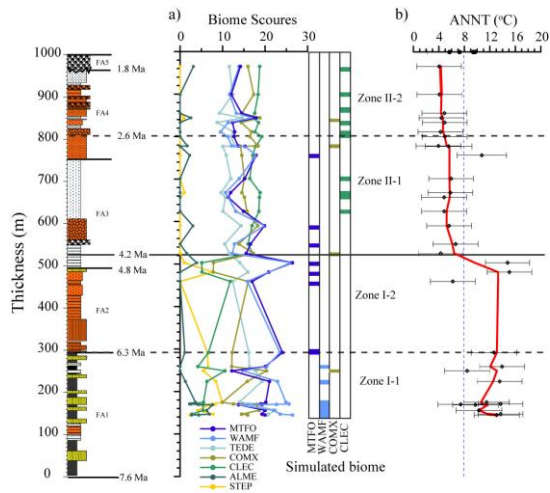 a)
Biome Scoures
b)
ANNT (°C)
0 10 20 30
0 4 8 12 16 20
Thickness (m)
1000
900
800
700
600
500
400
300
200
100
0
FA5
FA4
FA3
FA2
FA1
1.8 Ma
2.6 Ma
4.2 Ma
4.8 Ma
6.3 Ma
7.6 Ma
MTFO
WAMF
COMX
CLEC
Zone II-2
Zone II-1
Zone I-2
Zone I-1
MTFO
WAMF
TEDE
COMX
CLEC
ALME
STEP
Simulated biome